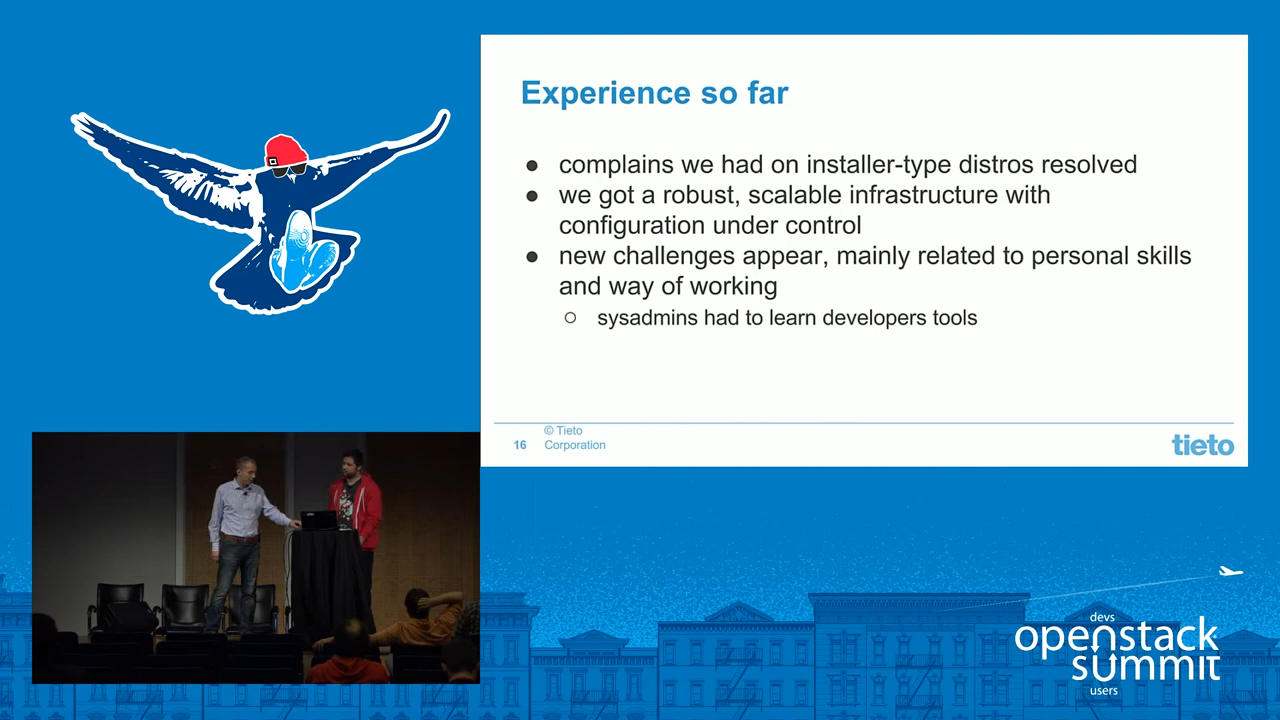 Experience so far
● complains we had on installer-type distros resolved
● we got a robust, scalable infrastructure with
configuration under control
● new challenges appear, mainly related to personal skills
and way of working
○ sysadmins had to learn developers tools
16
© Tieto
Corporation
tieto
devs
openstack
summit
users